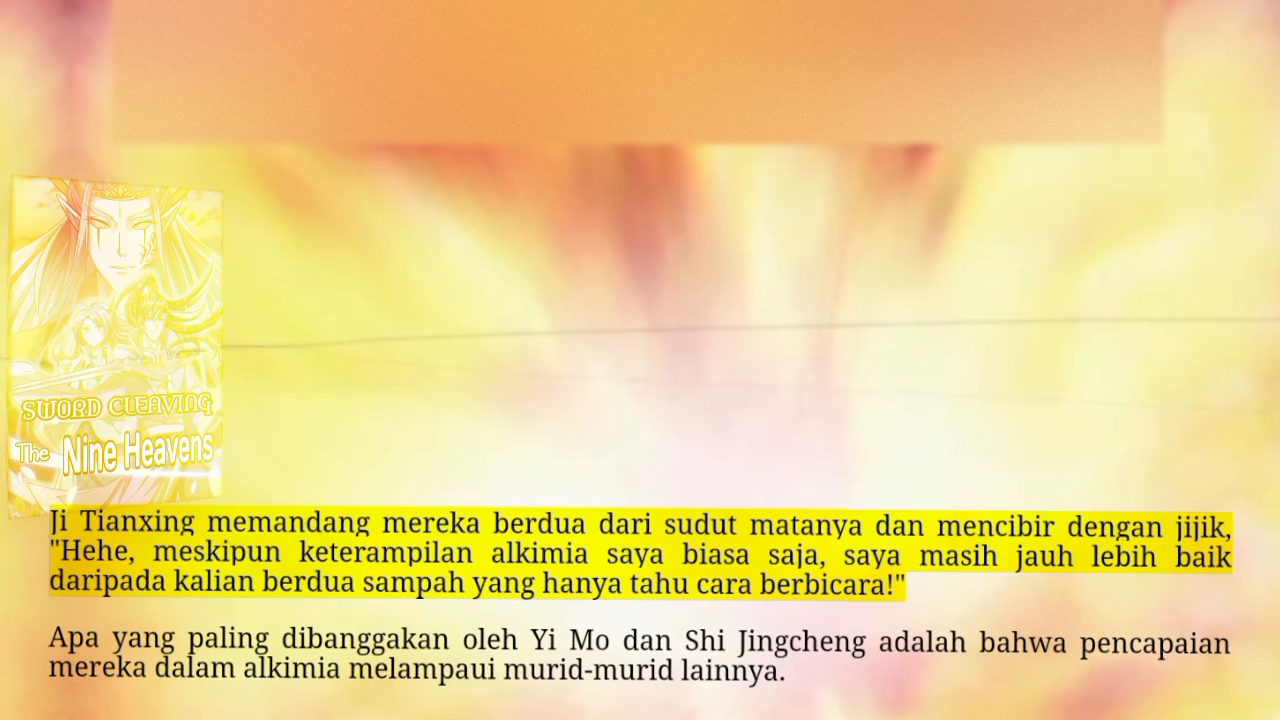 SWORD CLEAVING
The Nine Heavens
Ji Tianxing memandang mereka berdua dari sudut matanya dan mencibir dengan jijik,
"Hehe, meskipun keterampilan alkimia saya biasa saja, saya masih jauh lebih baik
daripada kalian berdua sampah yang hanya tahu cara berbicara!"
Apa yang paling dibanggakan oleh Yi Mo dan Shi Jingcheng adalah bahwa pencapaian
mereka dalam alkimia melampaui murid-murid lainnya.